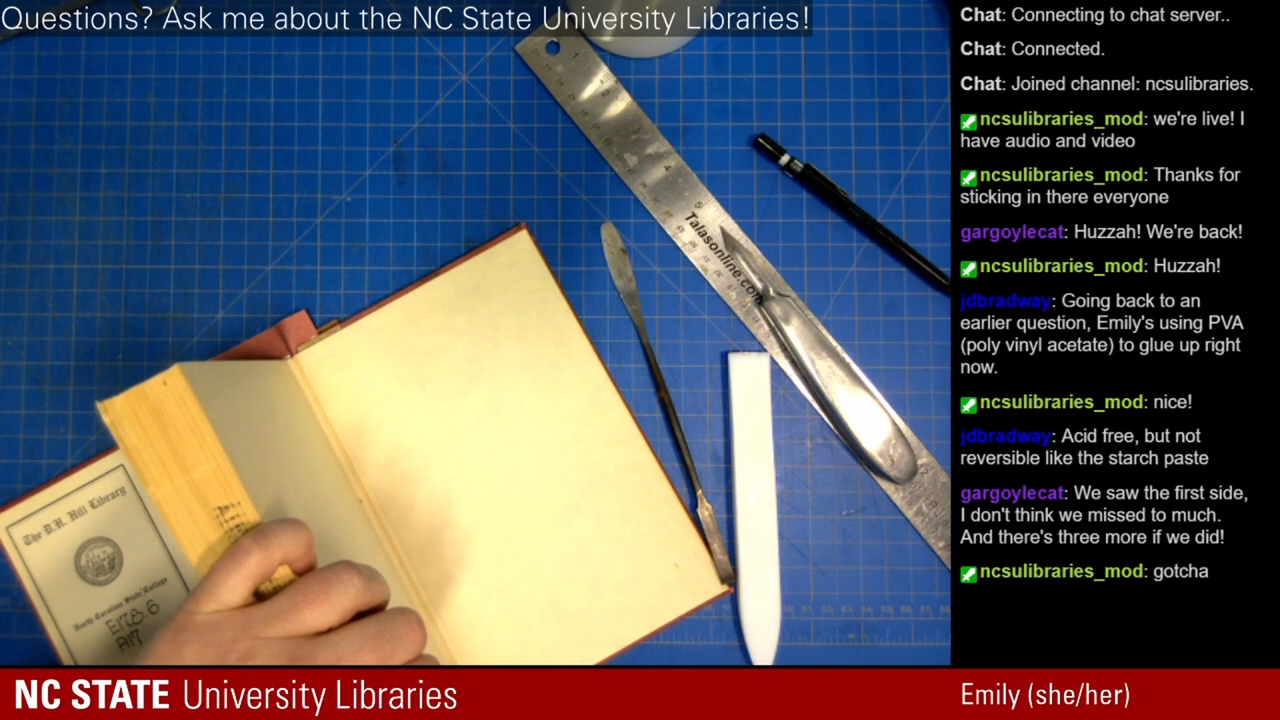 Questions? Ask me about the NC State University Libraries!
Talasonline.com
The D.H. Hill Library
North Carolina State College
E178.6
A17
Chat: Connecting to chat server..
Chat: Connected.
Chat: Joined channel: ncsulibraries.
ncsulibraries_mod: we're live! I
have audio and video
ncsulibraries_mod: Thanks for
sticking in there everyone
gargoylecat: Huzzah! We're back!
ncsulibraries_mod: Huzzah!
jdbradway: Going back to an
earlier question, Emily's using PVA
(poly vinyl acetate) to glue up right
now.
ncsulibraries_mod: nice!
jdbradway: Acid free, but not
reversible like the starch paste
gargoylecat: We saw the first side,
I don't think we missed to much.
And there's three more if we did!
ncsulibraries_mod: gotcha
NC STATE University Libraries
Emily (she/her)